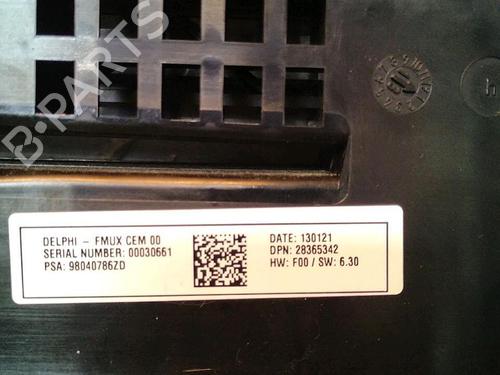 B-PARTS
DELPHI - FMUX CEM 00
SERIAL NUMBER: 00030661
PSA: 98040786ZD
DATE: 130121
DPN: 28365342
HW: F00 / SW: 6.30